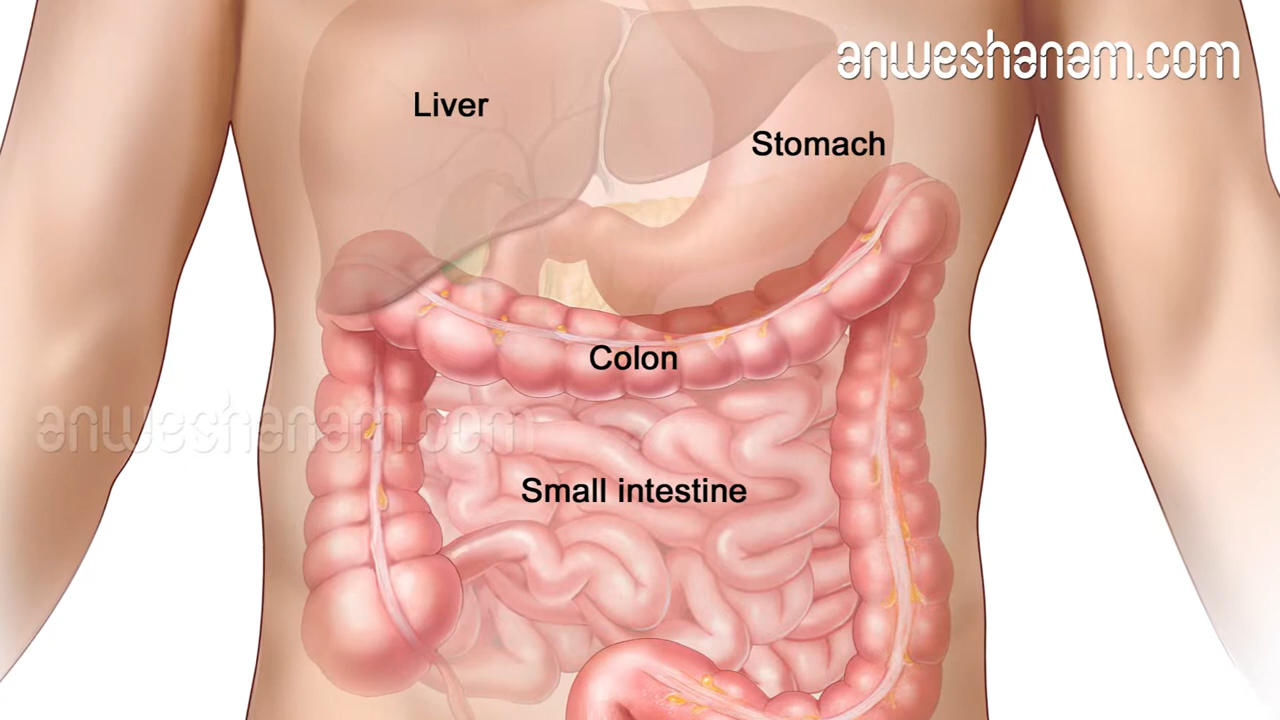 anweshanam.com
Liver
Stomach
Colon
anweshanam.com
Small intestine